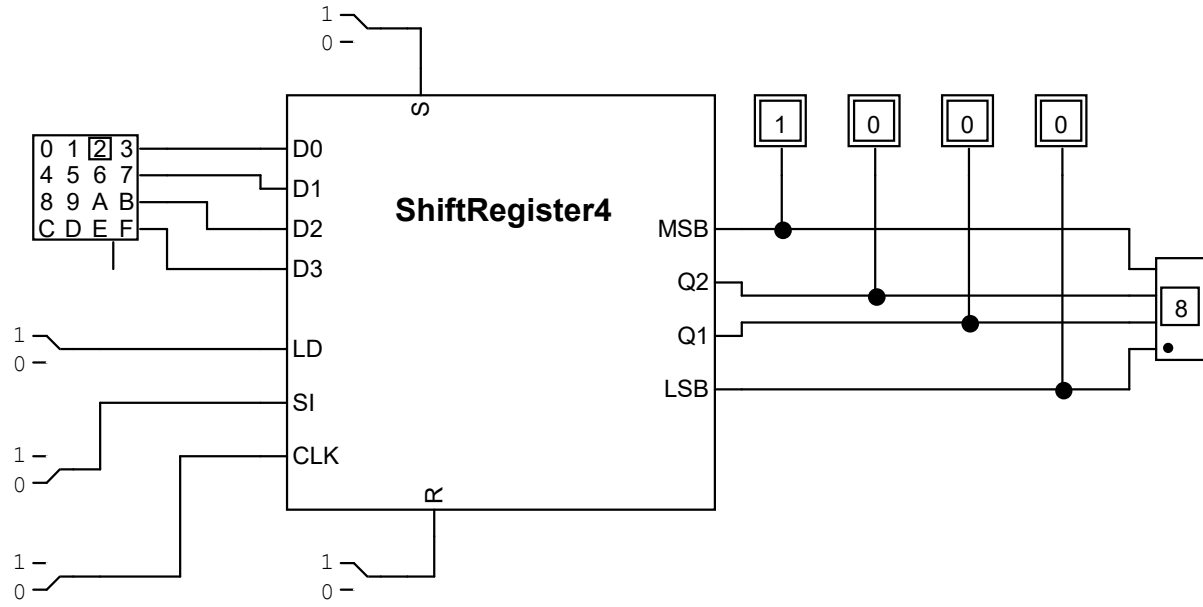 1
0
S
1 0 0 0
0 1 2 3
4 5 6 7
8 9 A B
C D E F
D0
D1
D2
D3
ShiftRegister4
MSB
Q2
Q1
LSB
8
1
0
LD
SI
1
0
CLK
R
1
0
1
0